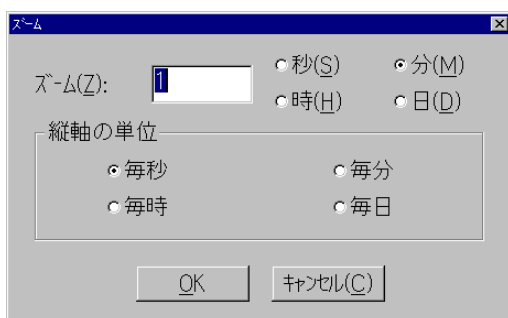 ズーム
ズーム(Z): 1
秒(S) 分(M)
時(H) 日(D)
縦軸の単位
毎秒 毎分
毎時 毎日
OK キャンセル(C)